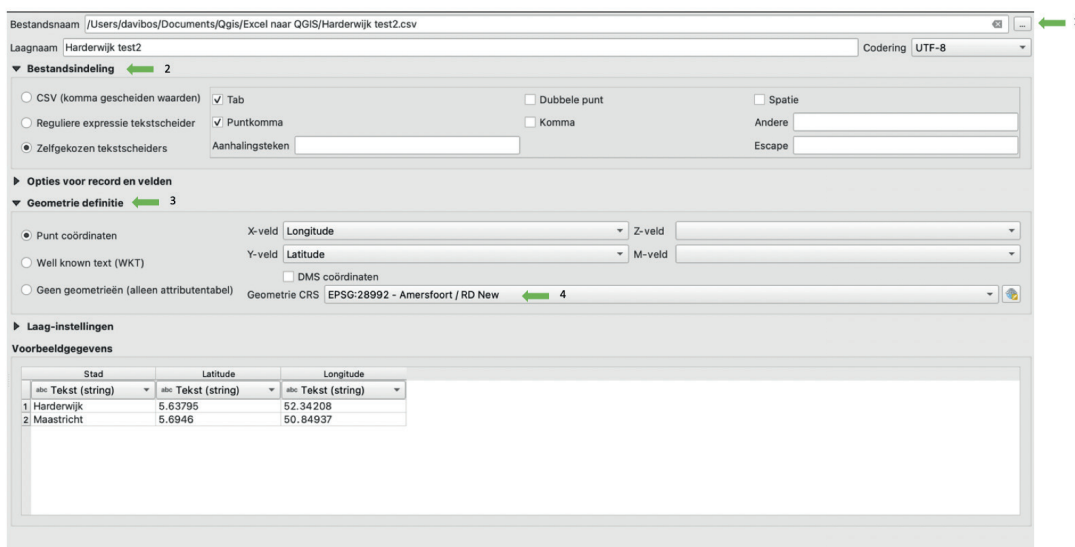 Bestandsnaam /Users/davibos/Documents/Qgis/Excel naar QGIS/Harderwijk test2.csv ...
Laagnaam Harderwijk test2 Codering UTF-8
Bestandsindeling 2
CSV (komma gescheiden waarden) Tab Dubbele punt Spatie
Reguliere expressie tekstscheider Puntkomma Komma Andere
Zelfgekozen tekstscheiders Aanhalingsteken Escape
Opties voor record en velden
Geometrie definitie 3
Punt coördinaten X-veld Longitude Z-veld
Y-veld Latitude M-veld
Well known text (WKT)
DMS coördinaten
Geen geometrieën (alleen attributentabel) Geometrie CRS EPSG:28992 - Amersfoort / RD New 4
Laag-instellingen
Voorbeeldgegevens
Stad Latitude Longitude
abc Tekst (string) abc Tekst (string) abc Tekst (string)
1 Harderwijk 5.63795 52.34208
2 Maastricht 5.6946 50.84937